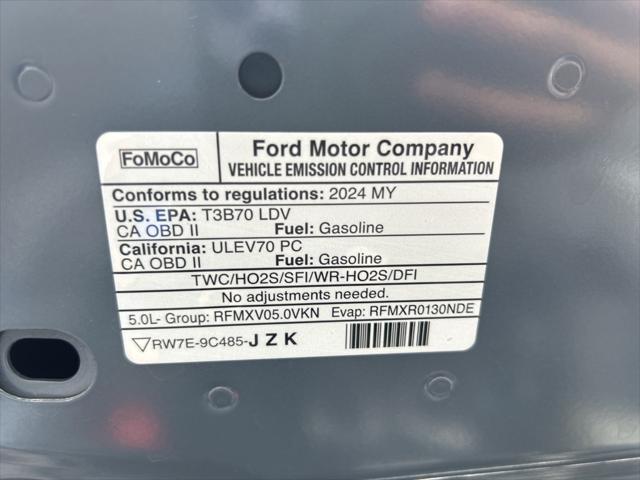 FoMoCo
Ford Motor Company
VEHICLE EMISSION CONTROL INFORMATION
Conforms to regulations: 2024 MY
U.S. EPA: T3B70 LDV
CA OBD II Fuel: Gasoline
California: ULEV70 PC
CA OBD II Fuel: Gasoline
TWC/HO2S/SFI/WR-HO2S/DFI
No adjustments needed.
5.0L- Group: RFMXV05.0VKN Evap: RFMXR0130NDE
RW7E-9C485-JZK